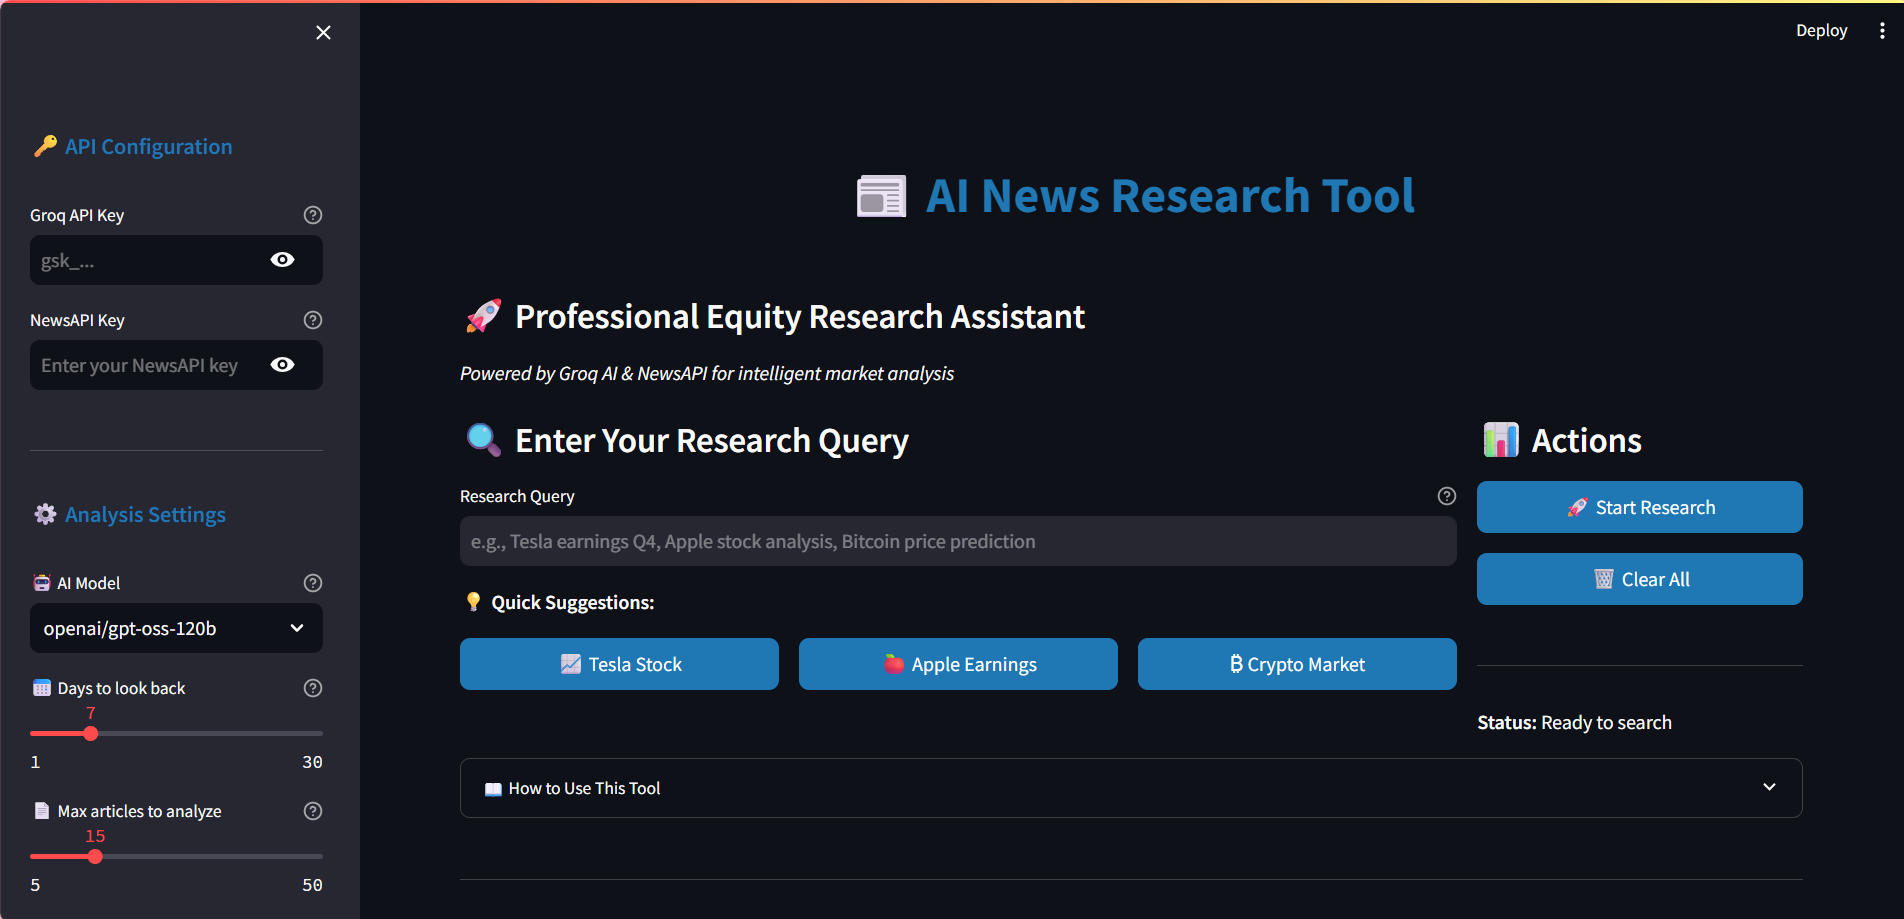 Deploy
API Configuration
Groq API Key
gsk_...
NewsAPI Key
Enter your NewsAPI key
Analysis Settings
AI Model
openai/gpt-oss-120b
Days to look back
7
1 30
Max articles to analyze
15
5 50
AI News Research Tool
Professional Equity Research Assistant
Powered by Groq AI & NewsAPI for intelligent market analysis
Enter Your Research Query
Research Query
e.g., Tesla earnings Q4, Apple stock analysis, Bitcoin price prediction
Quick Suggestions:
Tesla Stock
Apple Earnings
₿ Crypto Market
Actions
Start Research
Clear All
Status: Ready to search
How to Use This Tool